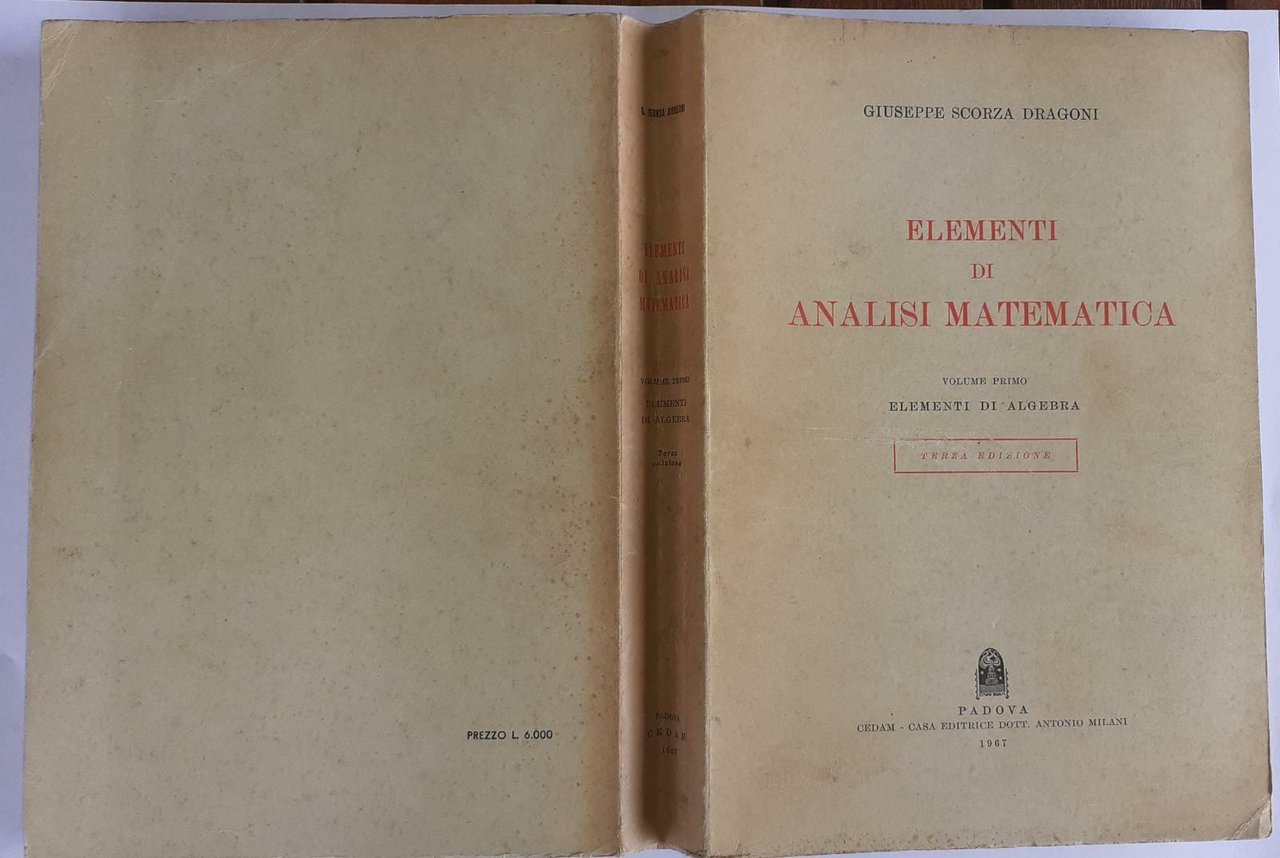 PREZZO L. 6.000
G. SCORZA DRAGONI
ELEMENTI
DI ANALISI
MATEMATICA
VOLUME PRIMO
ELEMENTI
DI ALGEBRA
Terza
edizione
PADOVA
CEDAM
1967
GIUSEPPE SCORZA DRAGONI
ELEMENTI
DI
ANALISI MATEMATICA
VOLUME PRIMO
ELEMENTI DI ALGEBRA
TERZA EDIZIONE
PADOVA
CEDAM - CASA EDITRICE DOTT. ANTONIO MILANI
1967